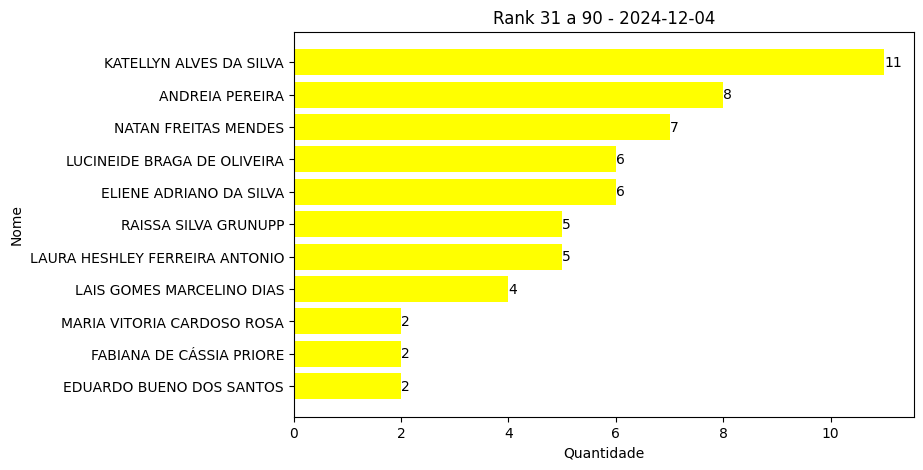 Rank 31 a 90 - 2024-12-04
Nome
KATELLYN ALVES DA SILVA 11
ANDREIA PEREIRA 8
NATAN FREITAS MENDES 7
LUCINEIDE BRAGA DE OLIVEIRA 6
ELIENE ADRIANO DA SILVA 6
RAISSA SILVA GRUNUPP 5
LAURA HESHLEY FERREIRA ANTONIO 5
LAIS GOMES MARCELINO DIAS 4
MARIA VITORIA CARDOSO ROSA 2
FABIANA DE CÁSSIA PRIORE 2
EDUARDO BUENO DOS SANTOS 2
0 2 4 6 8 10
Quantidade